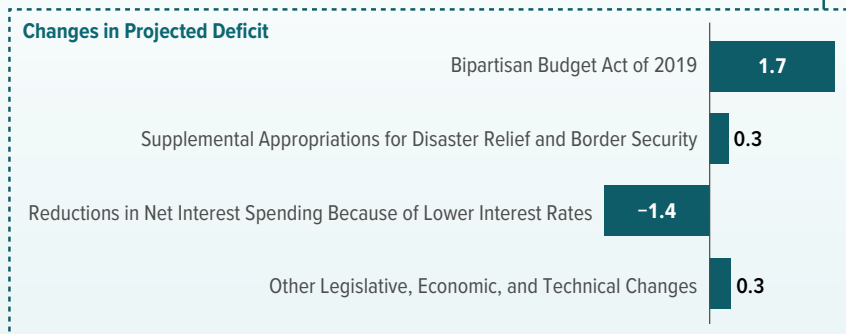 Changes in Projected Deficit
Bipartisan Budget Act of 2019
1.7
Supplemental Appropriations for Disaster Relief and Border Security
0.3
Reductions in Net Interest Spending Because of Lower Interest Rates
−1.4
Other Legislative, Economic, and Technical Changes
0.3